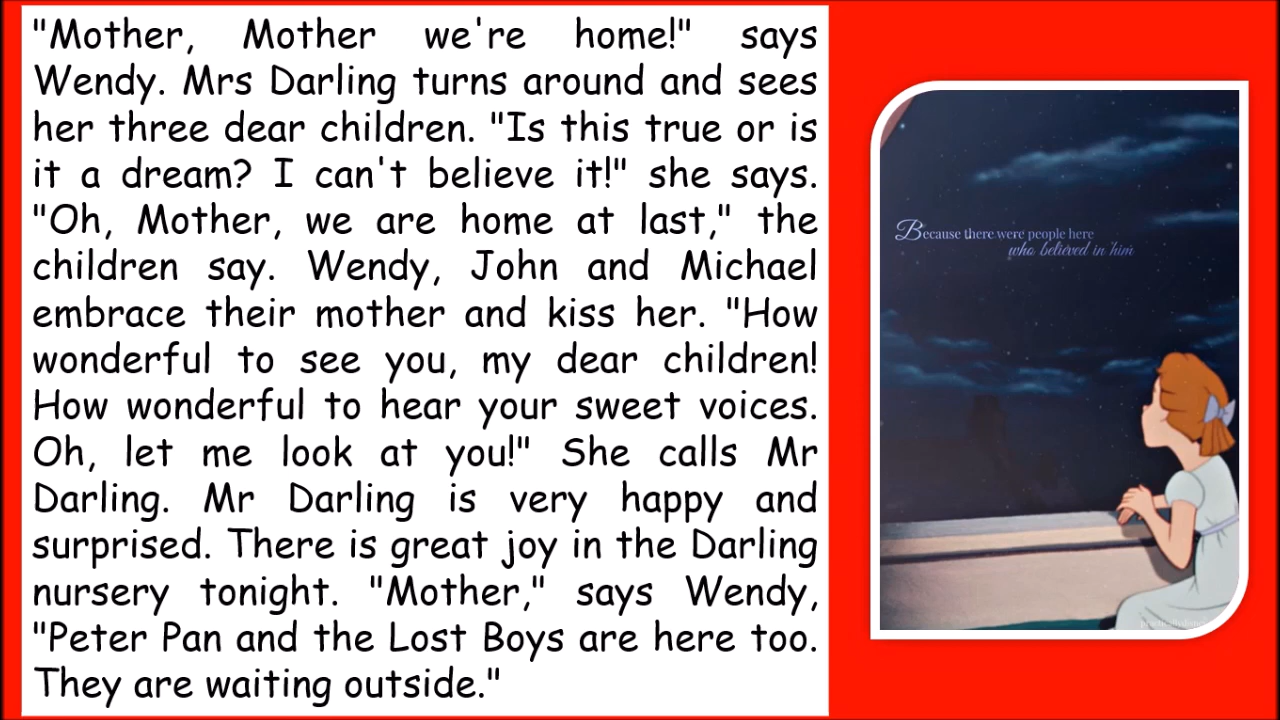 "Mother, Mother we're home!" says
Wendy. Mrs Darling turns around and sees
her three dear children. "Is this true or is
it a dream? I can't believe it!" she says.
"Oh, Mother, we are home at last," the
children say. Wendy, John and Michael
embrace their mother and kiss her. "How
wonderful to see you, my dear children!
How wonderful to hear your sweet voices.
Oh, let me look at you!" She calls Mr
Darling. Mr Darling is very happy and
surprised. There is great joy in the Darling
nursery tonight. "Mother," says Wendy,
"Peter Pan and the Lost Boys are here too.
They are waiting outside."
Because there were people here
who believed in him